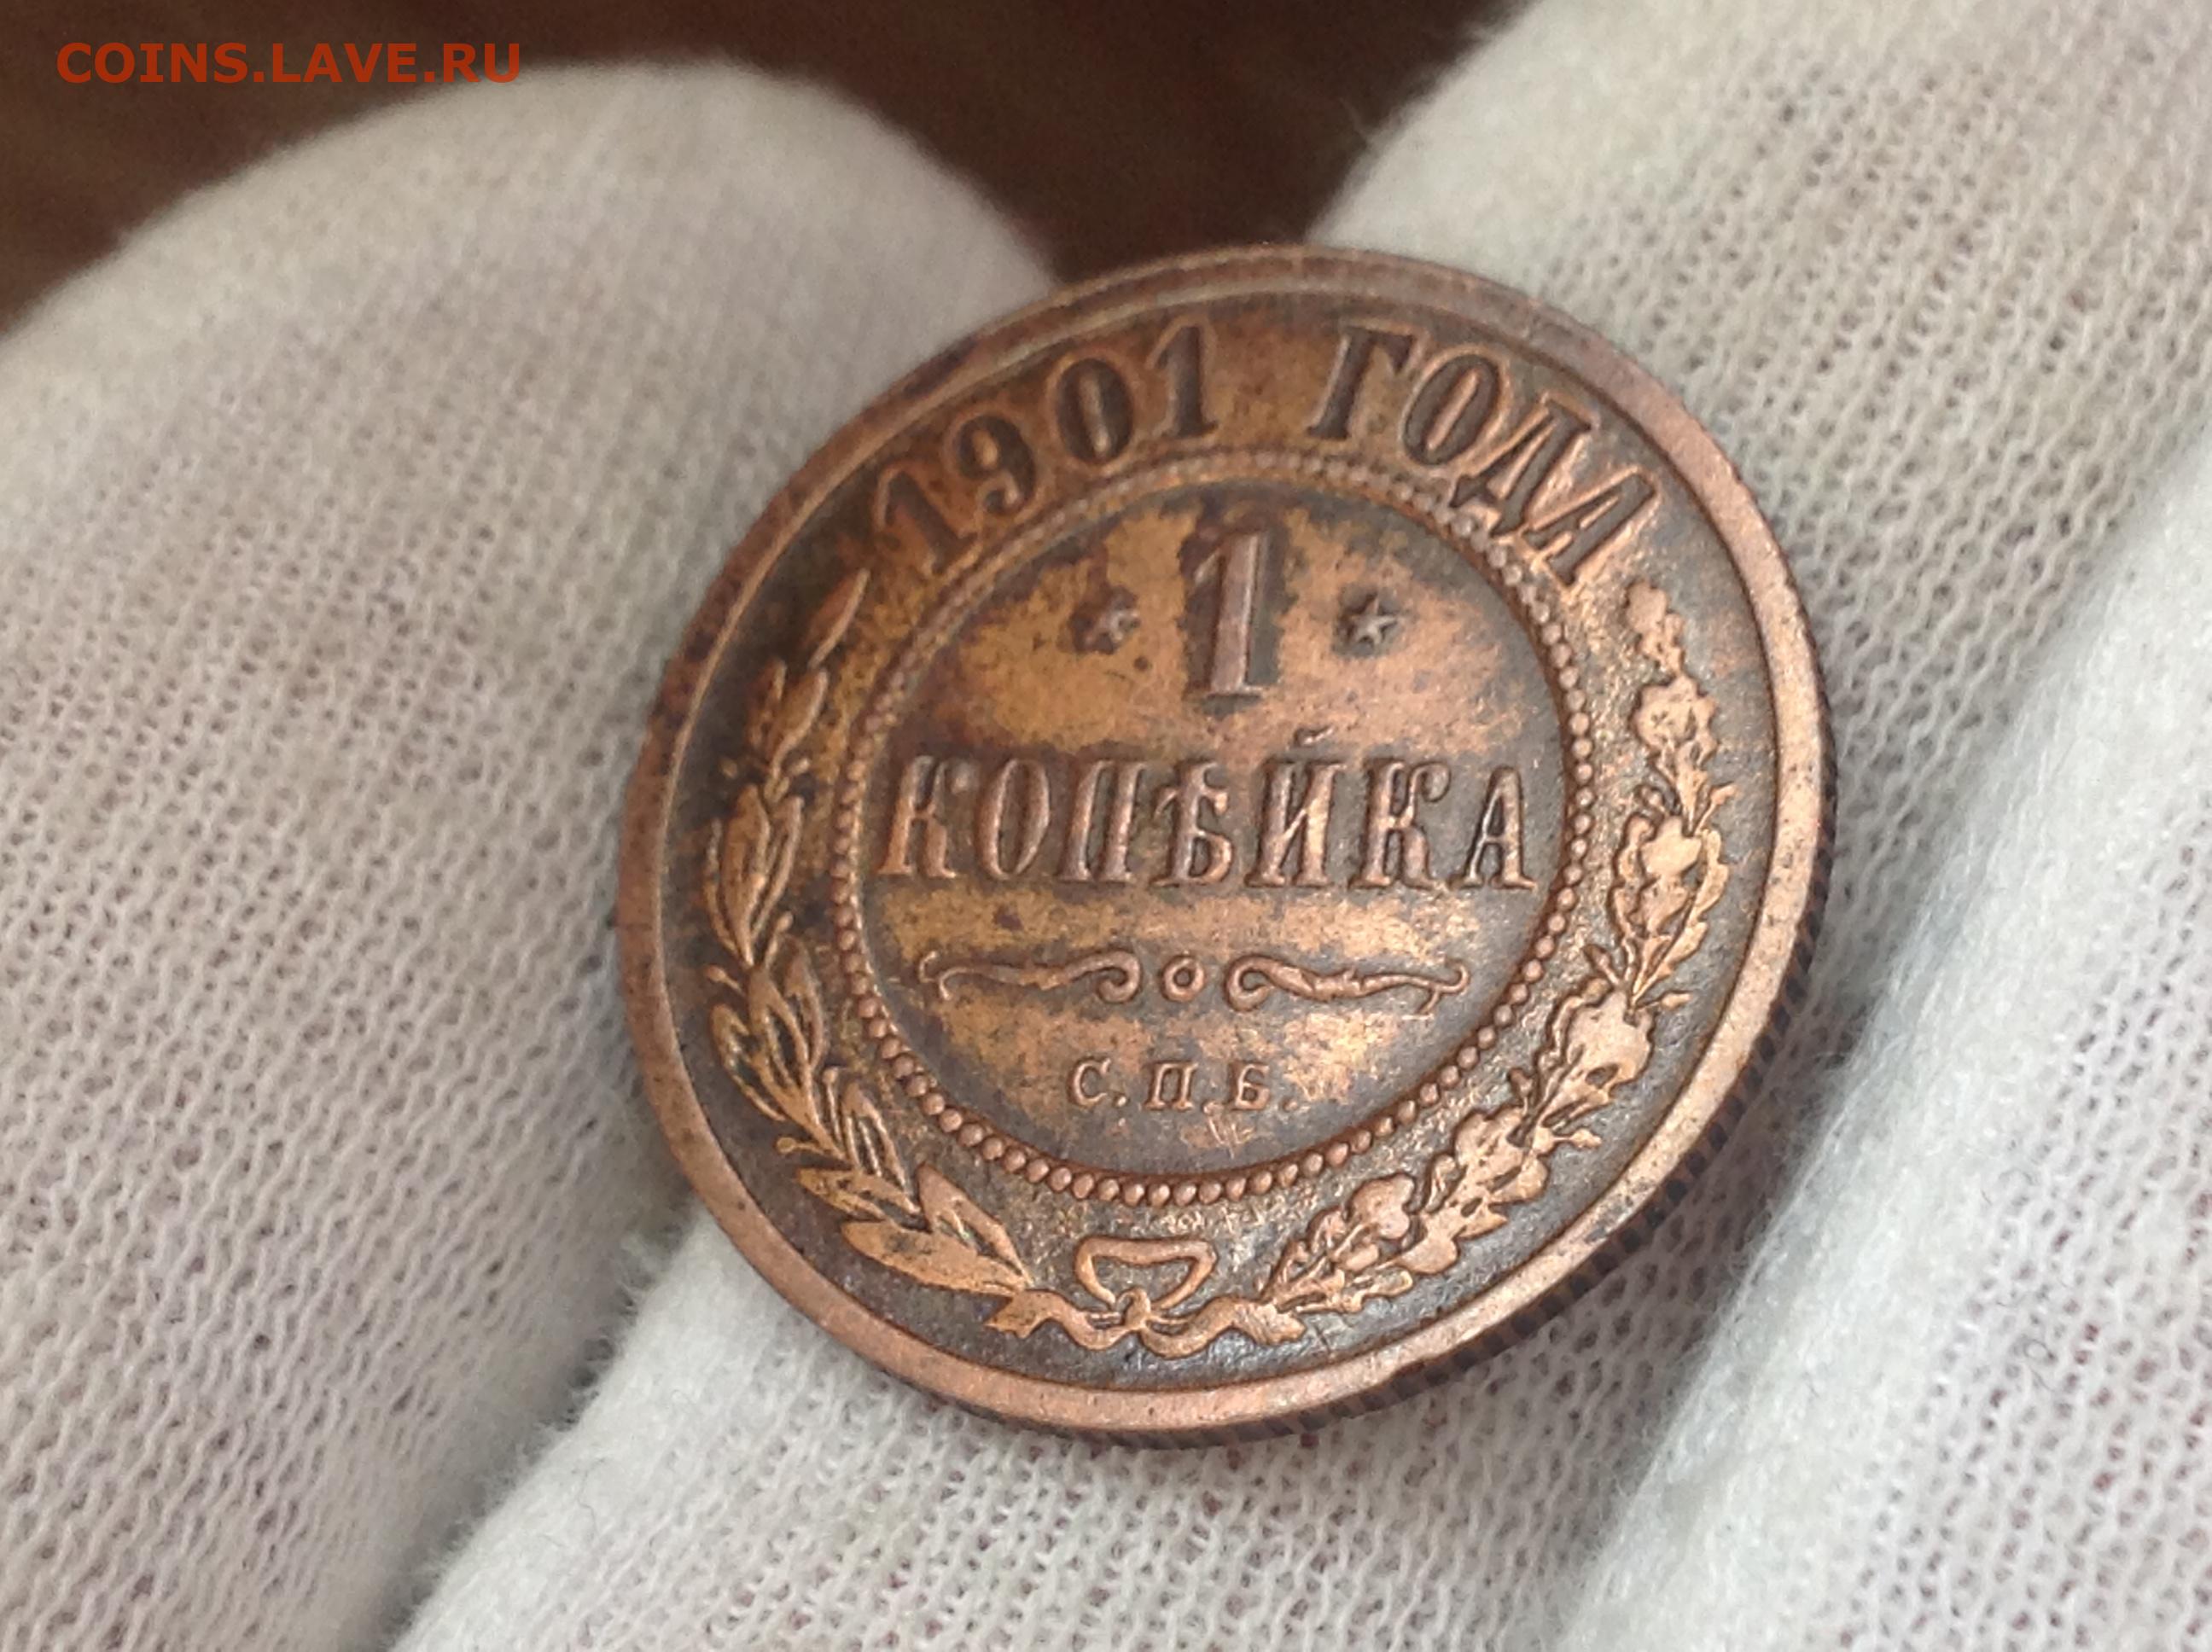 COINS.LAVE.RU
1901 ГОДА
* 1 *
КОПѢЙКА
С.П.Б.